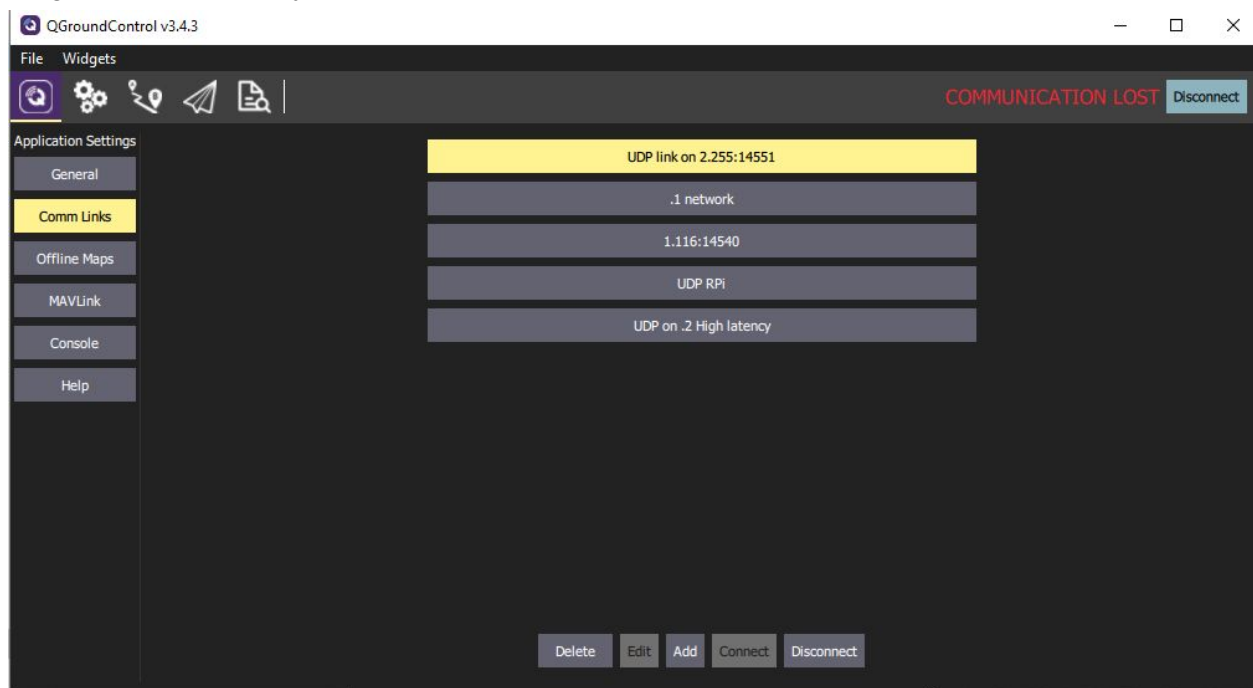 QGroundControl v3.4.3
File Widgets
COMMUNICATION LOST Disconnect
Application Settings
General
Comm Links
Offline Maps
MAVLink
Console
Help
UDP link on 2.255:14551
.1 network
1.116:14540
UDP RPi
UDP on .2 High latency
Delete Edit Add Connect Disconnect